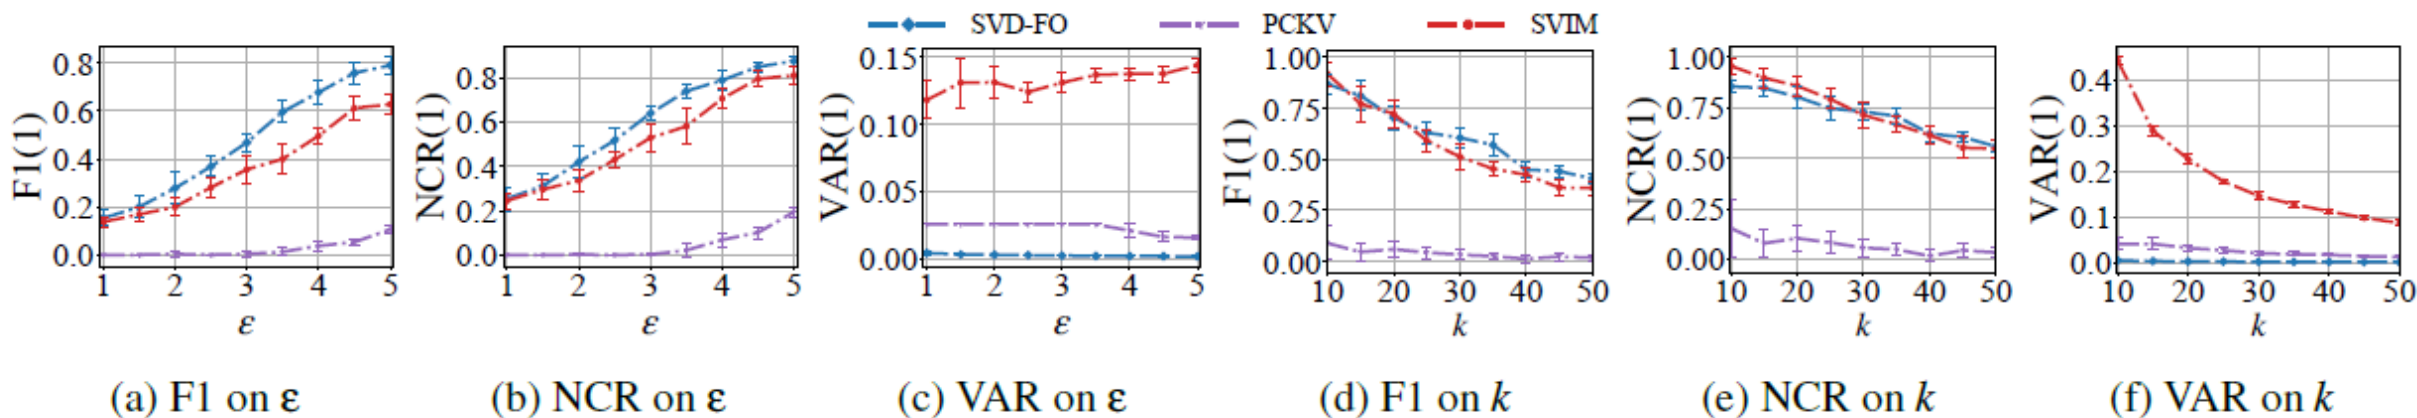 SVD-FO PCKV SVIM
F1(1)
0.8
0.6
0.4
0.2
0.0
1 2 3 4 5
ε
(a) F1 on ε
NCR(1)
0.8
0.6
0.4
0.2
0.0
1 2 3 4 5
ε
(b) NCR on ε
VAR(1)
0.15
0.10
0.05
0.00
1 2 3 4 5
ε
(c) VAR on ε
F1(1)
1.00
0.75
0.50
0.25
0.00
10 20 30 40 50
k
(d) F1 on k
NCR(1)
1.00
0.75
0.50
0.25
0.00
10 20 30 40 50
k
(e) NCR on k
VAR(1)
0.4
0.3
0.2
0.1
0.0
10 20 30 40 50
k
(f) VAR on k